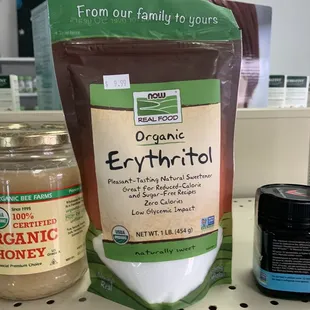 From our family to yours
now
REAL FOOD
Organic
Erythritol
Pleasant-Tasting Natural Sweetener
Great for Reduced-Calorie
and Sugar-Free Recipes
Zero Calories
Low Glycemic Impact
USDA
ORGANIC
NET WT. 1 LB. (454 g)
naturally sweet
ORGANIC BEE FARMS
100%
CERTIFIED
ORGANIC
HONEY